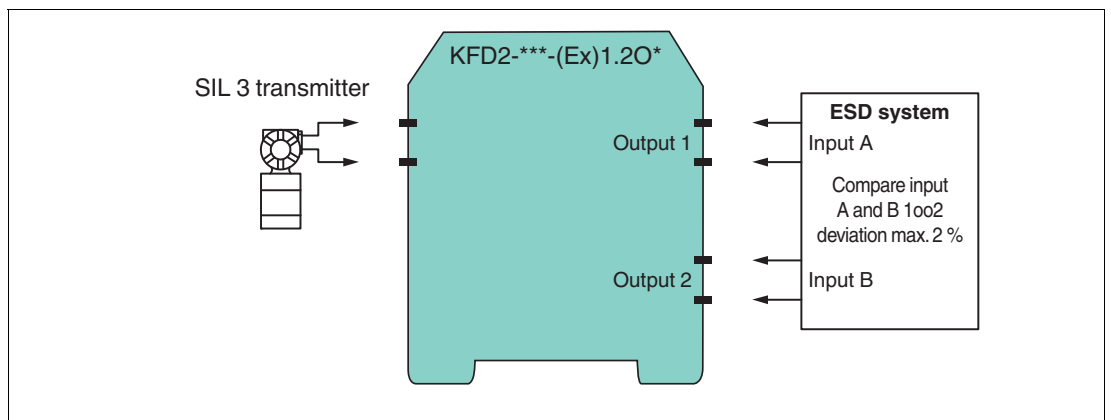 KFD2-***-(Ex)1.2O*
SIL 3 transmitter
ESD system
Output 1
Input A
Compare input
A and B 1oo2
deviation max. 2 %
Output 2
Input B